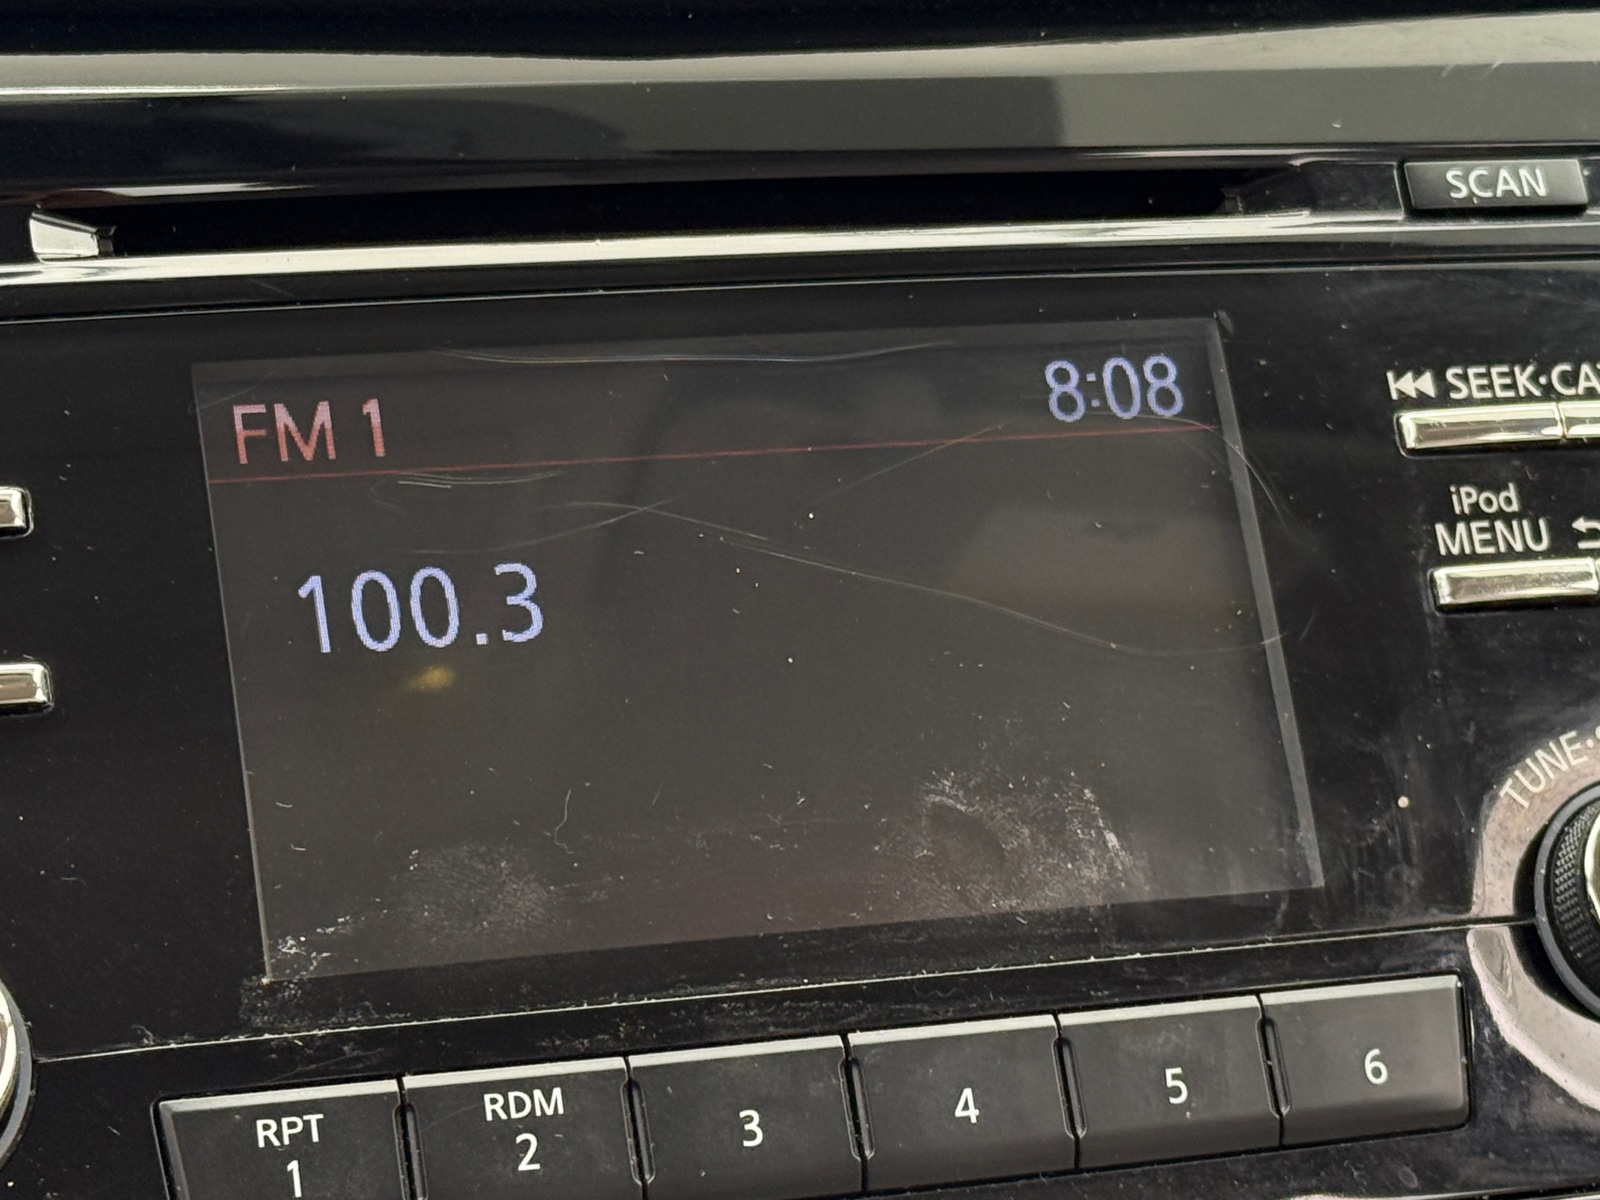 SCAN
FM 1 8:08
SEEK·CAT
iPod
MENU
100.3
TUNE·
RPT
1
RDM
2
3
4
5
6